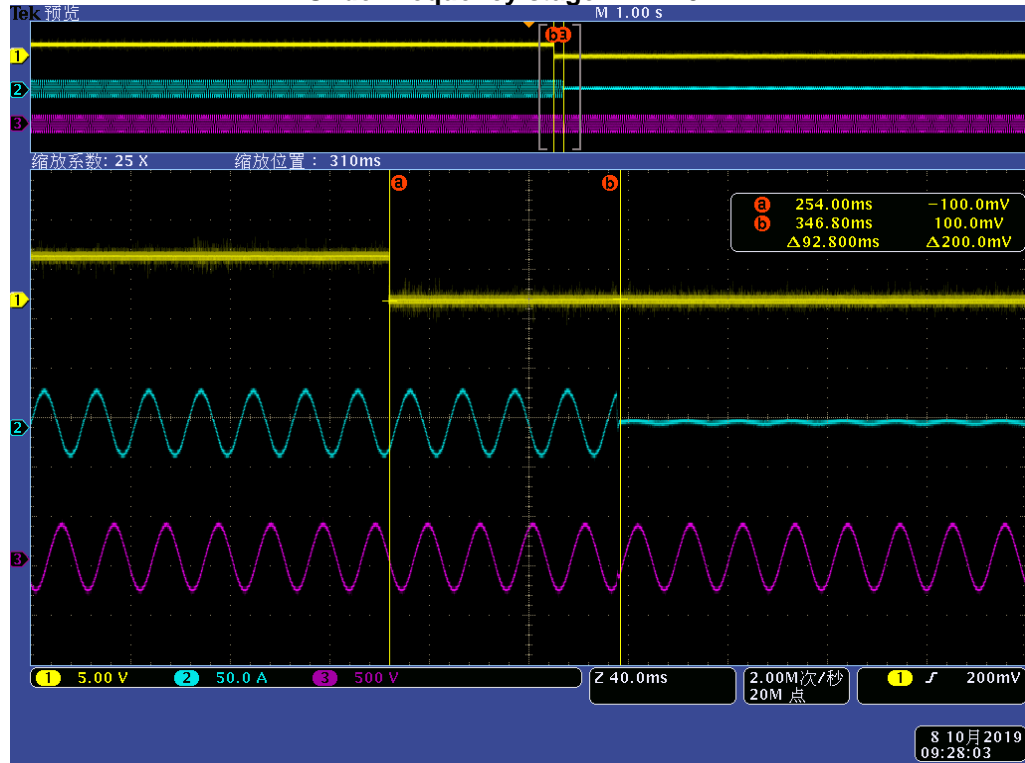 Tek 预览 M 1.00 s
b a
1
2
3
缩放系数: 25 X 缩放位置： 310ms
a b
a 254.00ms −100.0mV
b 346.80ms 100.0mV
Δ92.800ms Δ200.0mV
1
2
3
1 5.00 V 2 50.0 A 3 500 V Z 40.0ms 2.00M次/秒 1 200mV
20M 点
8 10月2019
09:28:03